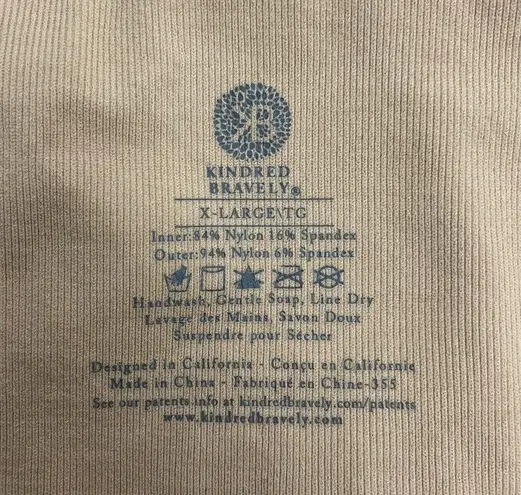 KB
KINDRED
BRAVELY®
X-LARGE\TG
Inner:84% Nylon 16% Spandex
Outer:94% Nylon 6% Spandex
Handwash, Gentle Soap, Line Dry
Lavage des Mains, Savon Doux
Suspendre pour Sècher
Designed in California - Conçu en Californie
Made in China - Fabriqué en Chine-355
See our patents info at kindredbravely.com/patents
www.kindredbravely.com